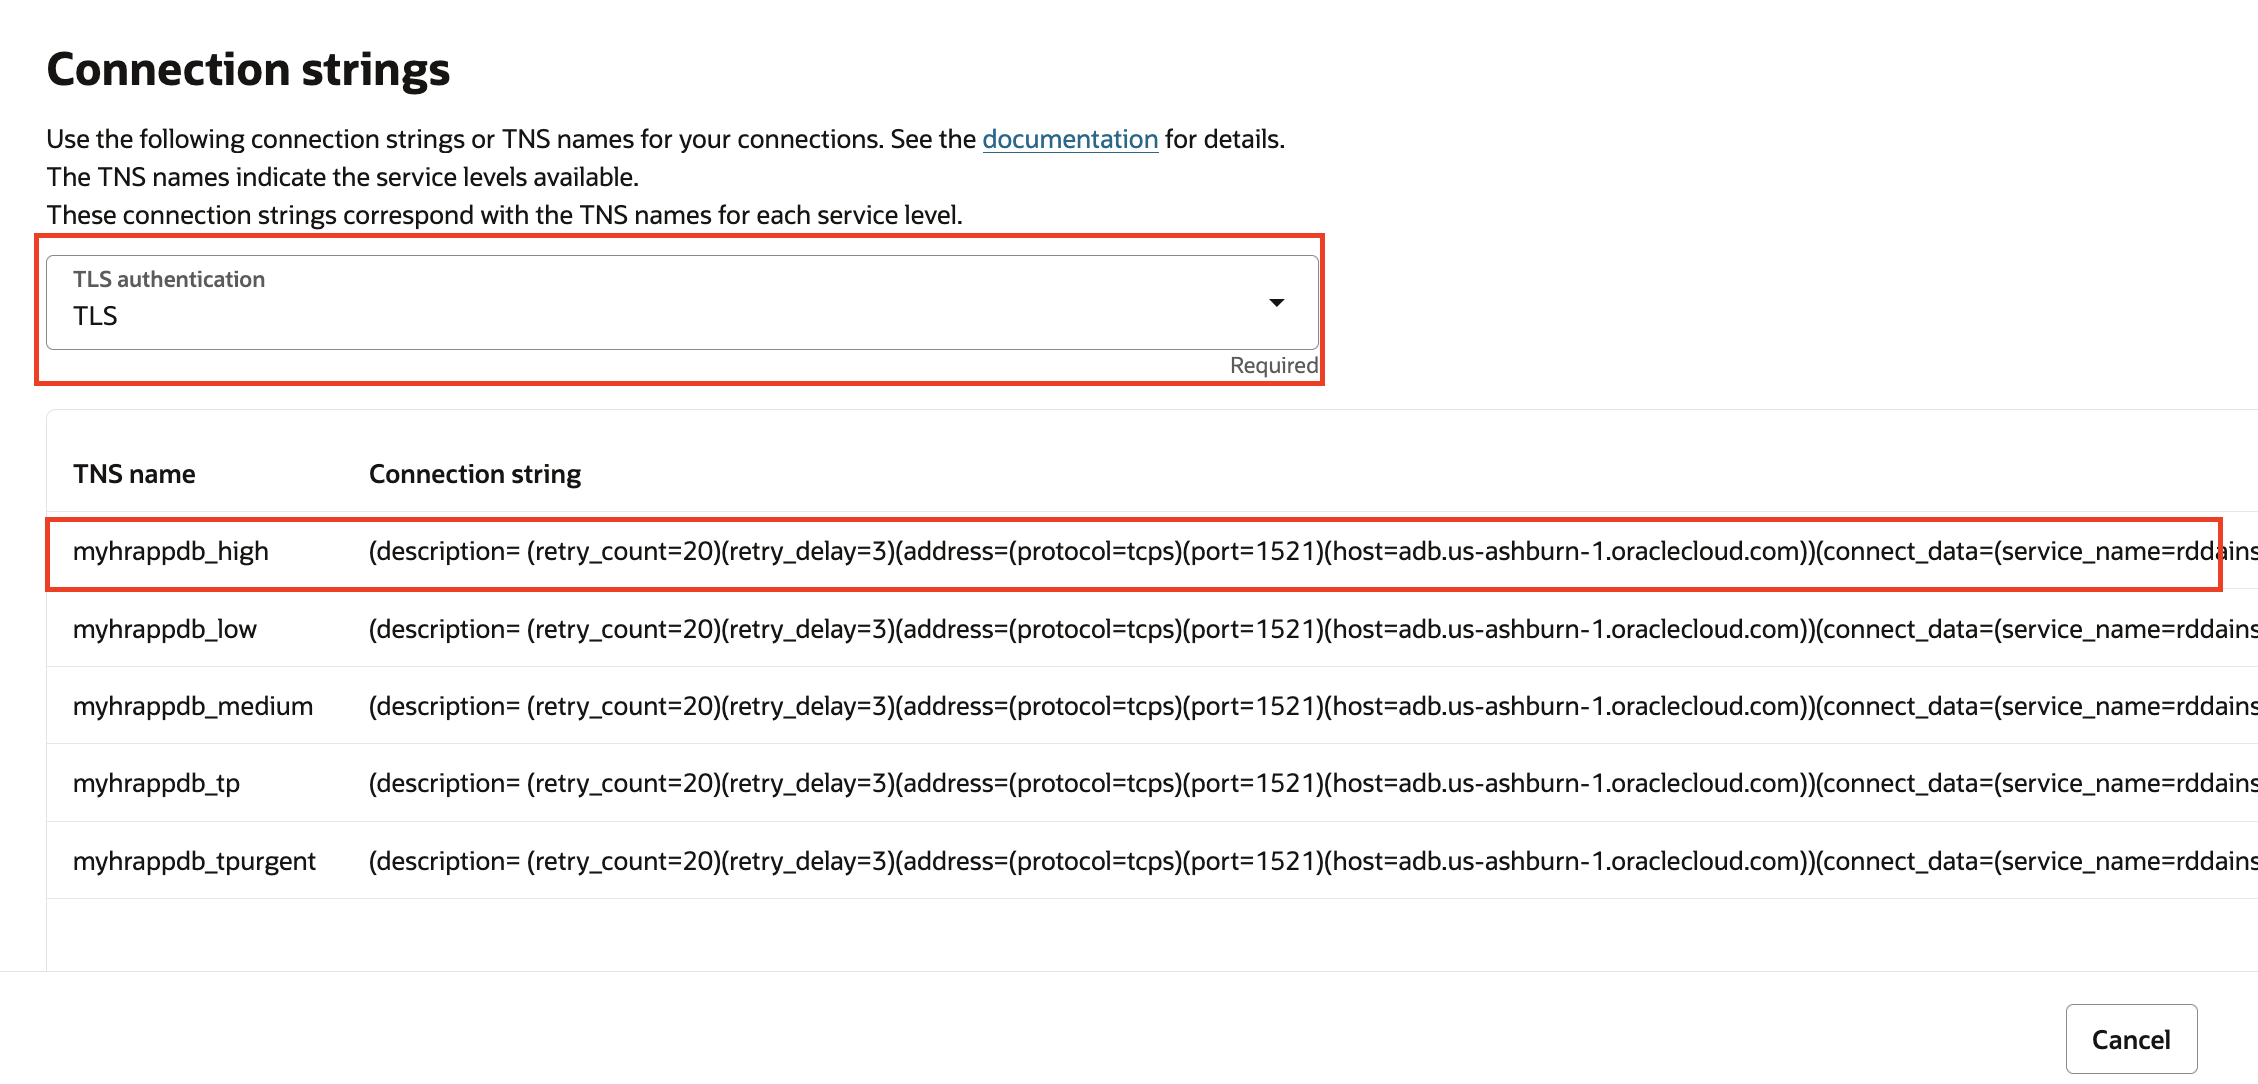 Connection strings
Use the following connection strings or TNS names for your connections. See the documentation for details.
The TNS names indicate the service levels available.
These connection strings correspond with the TNS names for each service level.
TLS authentication
TLS
Required
TNS name Connection string
myhrappdb_high (description= (retry_count=20)(retry_delay=3)(address=(protocol=tcps)(port=1521)(host=adb.us-ashburn-1.oraclecloud.com))(connect_data=(service_name=rddains
myhrappdb_low (description= (retry_count=20)(retry_delay=3)(address=(protocol=tcps)(port=1521)(host=adb.us-ashburn-1.oraclecloud.com))(connect_data=(service_name=rddains
myhrappdb_medium (description= (retry_count=20)(retry_delay=3)(address=(protocol=tcps)(port=1521)(host=adb.us-ashburn-1.oraclecloud.com))(connect_data=(service_name=rddains
myhrappdb_tp (description= (retry_count=20)(retry_delay=3)(address=(protocol=tcps)(port=1521)(host=adb.us-ashburn-1.oraclecloud.com))(connect_data=(service_name=rddains
myhrappdb_tpurgent (description= (retry_count=20)(retry_delay=3)(address=(protocol=tcps)(port=1521)(host=adb.us-ashburn-1.oraclecloud.com))(connect_data=(service_name=rddains
Cancel